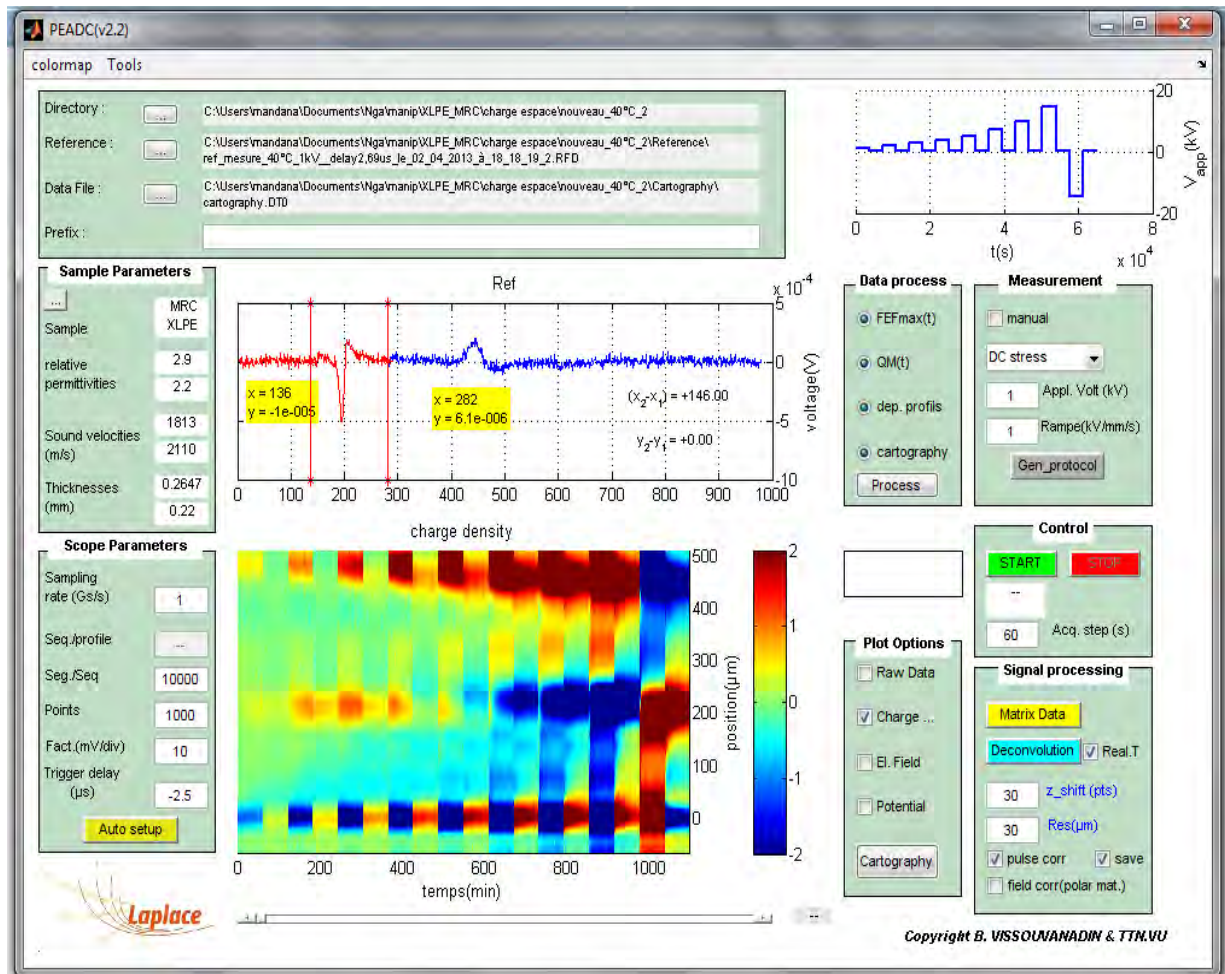 PEADC(v2.2)
colormap Tools
Directory :
...
C:\Users\mandana\Documents\Nga\manip\XLPE_MRC\charge espace\nouveau_40°C_2
Reference :
...
C:\Users\mandana\Documents\Nga\manip\XLPE_MRC\charge espace\nouveau_40°C_2\Reference\
ref_mesure_40°C_1kV_delay2,69us_le_02_04_2013_à_18_18_19_2.RFD
Data File :
...
C:\Users\mandana\Documents\Nga\manip\XLPE_MRC\charge espace\nouveau_40°C_2\Cartography\
cartography.DT0
Prefix :
20
0
-20
Vapp(kV)
0 2 4 6 8
t(s)
x 10^4
Sample Parameters
...
Sample
MRC
XLPE
relative
permittivities
2.9
2.2
Sound velocities
(m/s)
1813
2110
Thicknesses
(mm)
0.2647
0.22
Ref
x 10^-4
5
0
-5
-10
voltage(V)
x = 136
y = -1e-005
x = 282
y = 6.1e-006
(x2-x1) = +146.00
y2-y1 = +0.00
0 100 200 300 400 500 600 700 800 900 1000
Data process
FEFmax(t)
QM(t)
dep. profils
cartography
Process
Measurement
manual
DC stress
1 Appl. Volt (kV)
1 Rampe(kV/mm/s)
Gen_protocol
Scope Parameters
Sampling
rate (Gs/s)
1
Seq./profile
--
Seg./Seq
10000
Points
1000
Fact.(mV/div)
10
Trigger delay
(µs)
-2.5
Auto setup
charge density
500
400
300
200
100
0
position(µm)
2
1
0
-1
-2
0 200 400 600 800 1000
temps(min)
--
Control
START
STOP
--
60 Acq. step (s)
Plot Options
Raw Data
Charge ...
El. Field
Potential
Cartography
Signal processing
Matrix Data
Deconvolution
Real.T
30 z_shift (pts)
30 Res(µm)
pulse corr
save
field corr(polar mat.)
Laplace
Copyright B. VISSOUVANADIN & TTN.VU